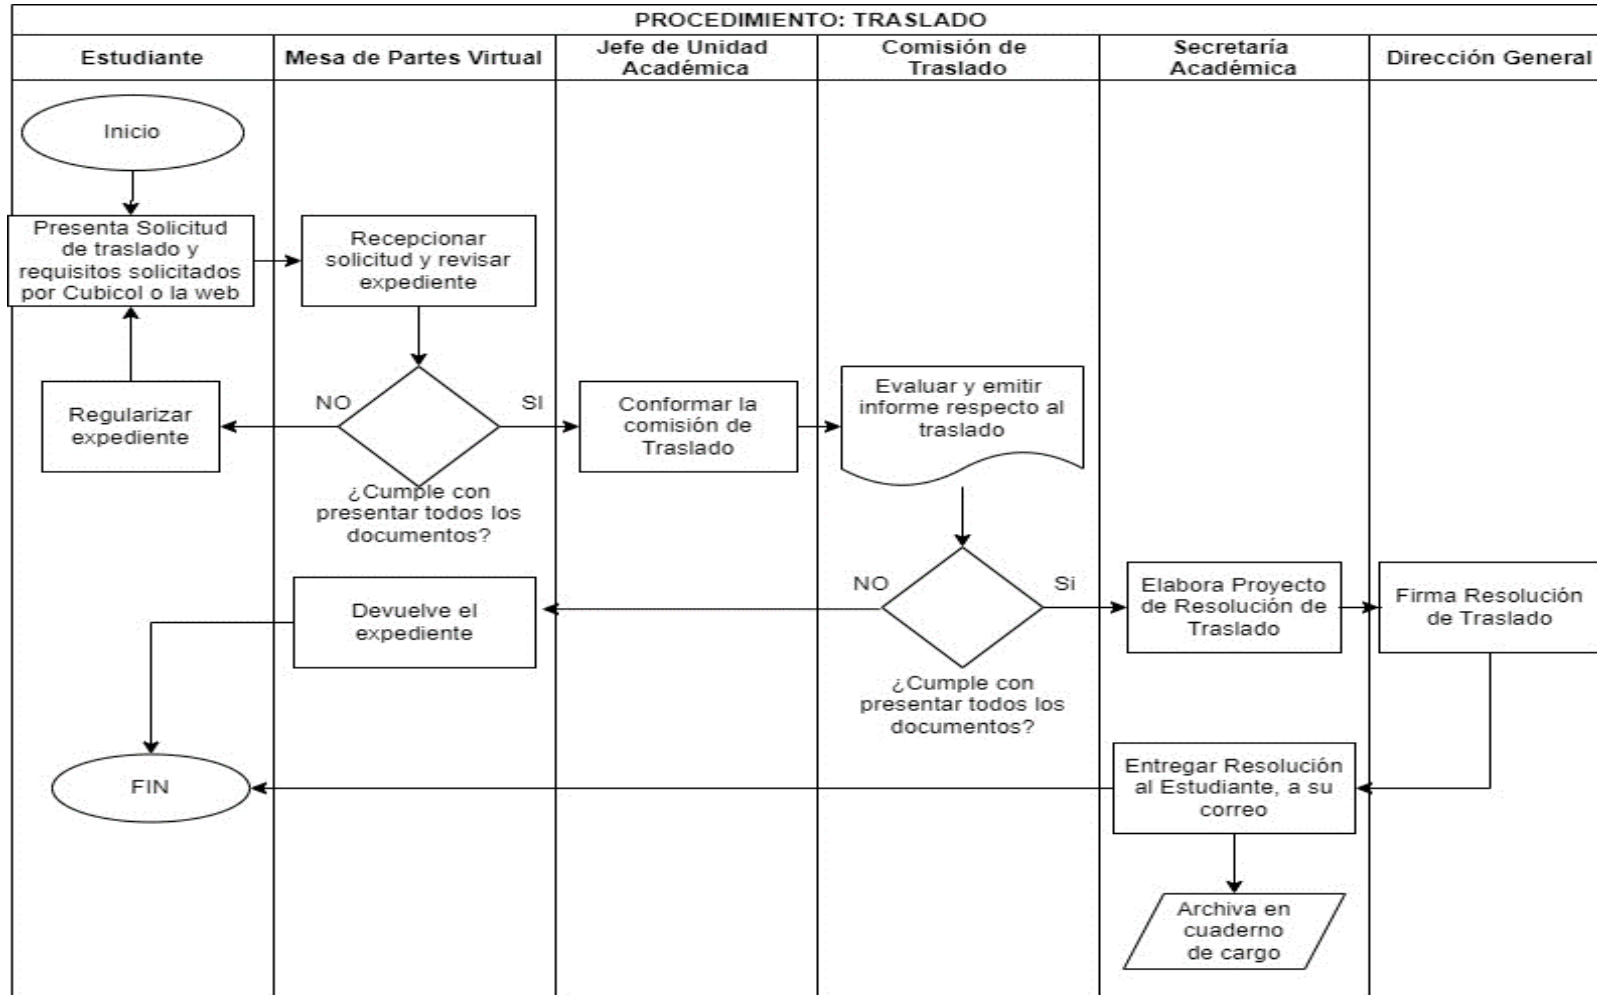 PROCEDIMIENTO: TRASLADO
Estudiante
Mesa de Partes Virtual
Jefe de Unidad
Académica
Comisión de
Traslado
Secretaría
Académica
Dirección General
Inicio
Presenta Solicitud
de traslado y
requisitos solicitados
por Cubicol o la web
Recepcionar
solicitud y revisar
expediente
Regularizar
expediente
NO
SI
¿Cumple con
presentar todos los
documentos?
Conformar la
comisión de
Traslado
Evaluar y emitir
informe respecto al
traslado
Devuelve el
expediente
NO
Si
¿Cumple con
presentar todos los
documentos?
Elabora Proyecto
de Resolución de
Traslado
Firma Resolución
de Traslado
FIN
Entregar Resolución
al Estudiante, a su
correo
Archiva en
cuaderno
de cargo